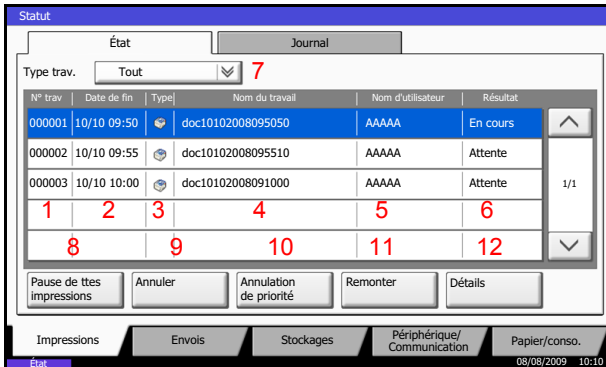 Statut
État Journal
Type trav. Tout 7
N° trav Date de fin Type Nom du travail Nom d'utilisateur Résultat
000001 10/10 09:50 doc10102008095050 AAAAA En cours
000002 10/10 09:55 doc10102008095510 AAAAA Attente
000003 10/10 10:00 doc10102008091000 AAAAA Attente 1/1
1 2 3 4 5 6
8 9 10 11 12
Pause de ttes impressions Annuler Annulation de priorité Remonter Détails
Impressions Envois Stockages Périphérique/ Communication Papier/conso.
État 08/08/2009 10:10